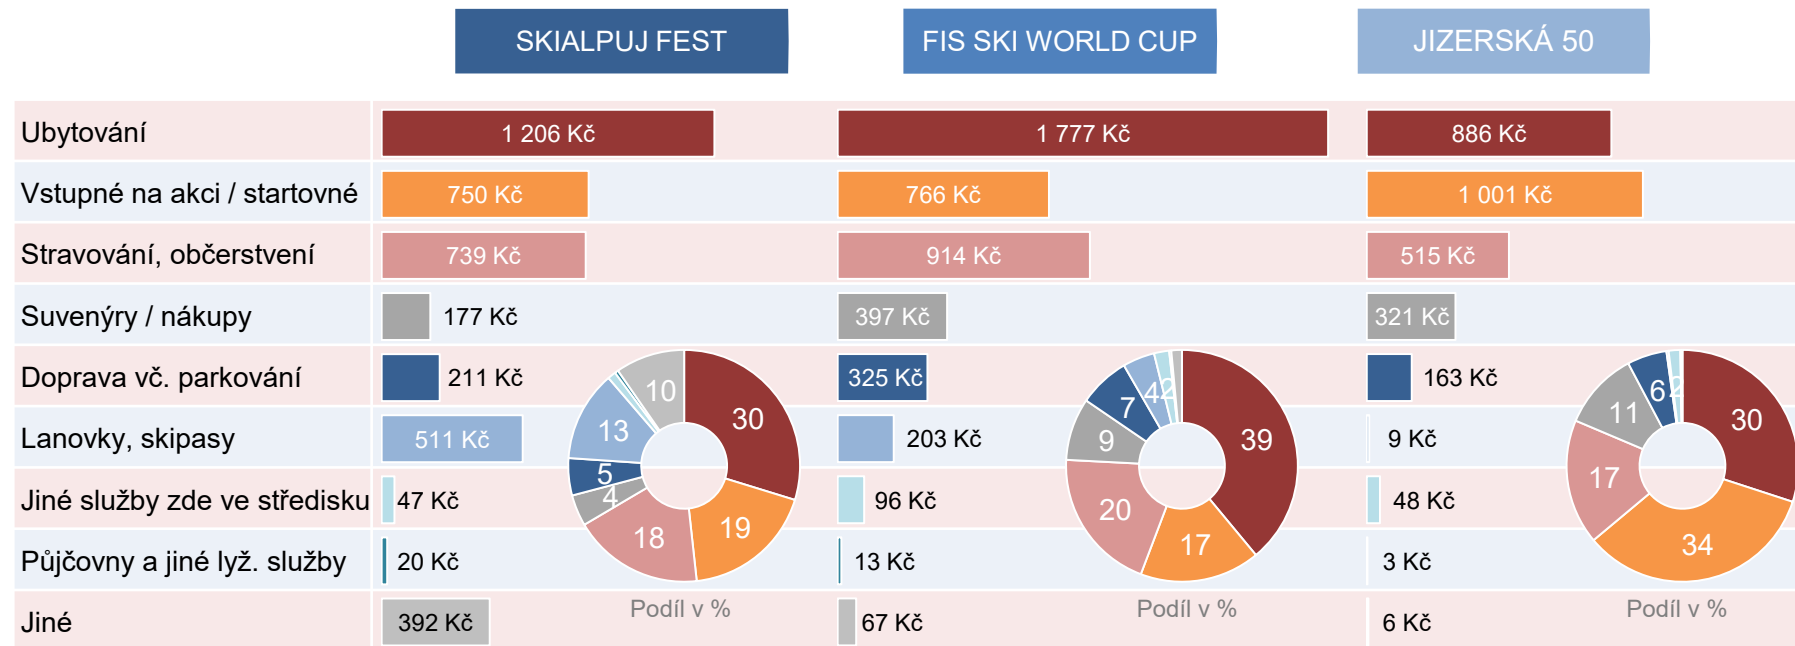 SKIALPUJ FEST FIS SKI WORLD CUP JIZERSKÁ 50
Ubytování 1 206 Kč 1 777 Kč 886 Kč
Vstupné na akci / startovné 750 Kč 766 Kč 1 001 Kč
Stravování, občerstvení 739 Kč 914 Kč 515 Kč
Suvenýry / nákupy 177 Kč 397 Kč 321 Kč
Doprava vč. parkování 211 Kč 325 Kč 163 Kč
Lanovky, skipasy 511 Kč 203 Kč 9 Kč
Jiné služby zde ve středisku 47 Kč 96 Kč 48 Kč
Půjčovny a jiné lyž. služby 20 Kč 13 Kč 3 Kč
Jiné 392 Kč 67 Kč 6 Kč
30
19
18
4
5
13
10
Podíl v %
39
17
20
9
7
4
2
Podíl v %
30
34
17
11
6
2
Podíl v %